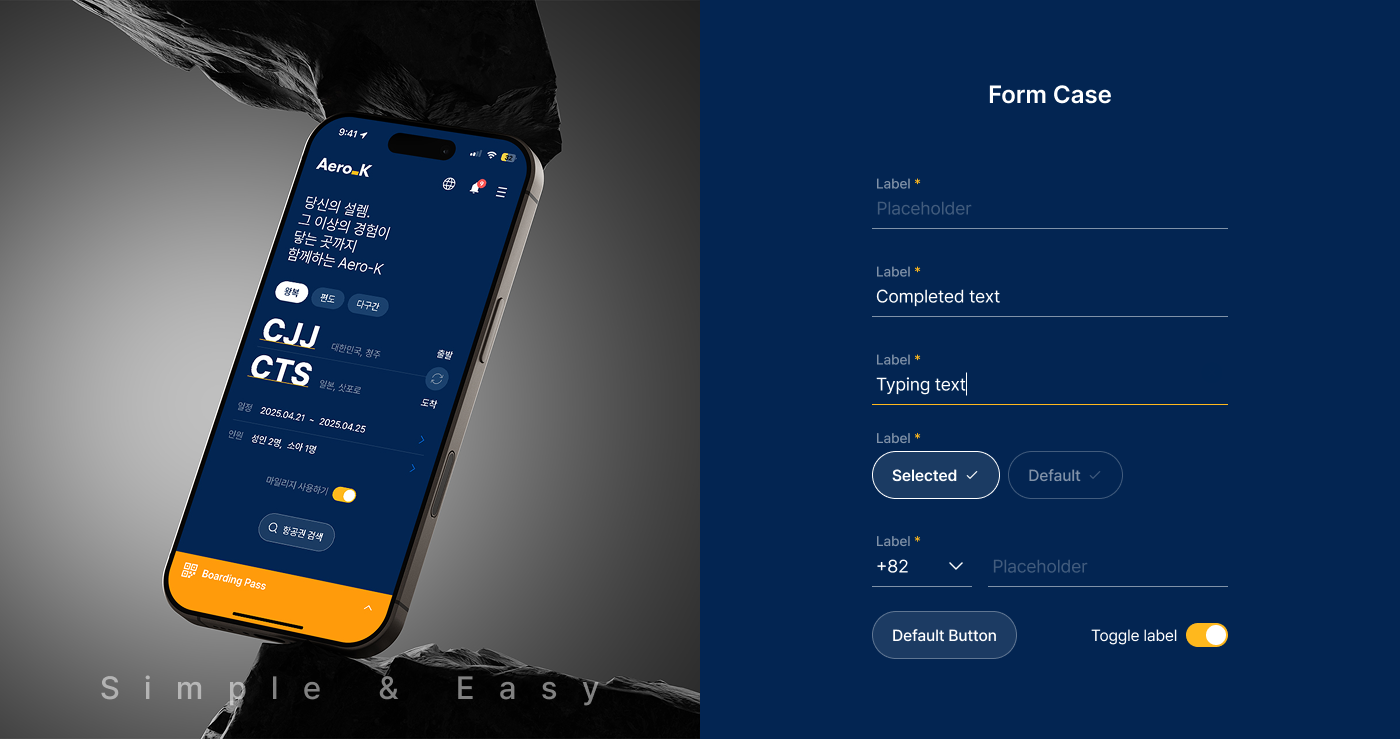 9:41
32
Aero_K
9
당신의 설렘.
그 이상의 경험이
닿는 곳까지
함께하는 Aero-K
왕복
편도
다구간
CJJ
대한민국, 청주
출발
CTS
일본, 삿포로
도착
일정 2025.04.21 ~ 2025.04.25
인원 성인 2명, 소아 1명
마일리지 사용하기
항공권 검색
Boarding Pass
Simple & Easy
Form Case
Label *
Placeholder
Label *
Completed text
Label *
Typing text
Label *
Selected Default
Label *
+82 Placeholder
Default Button Toggle label